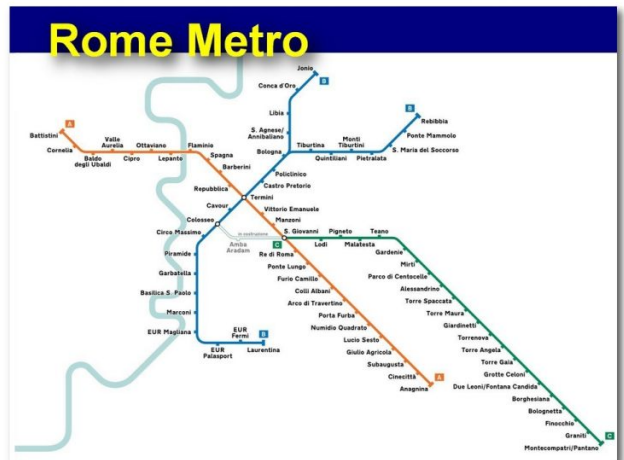 Rome Metro
Jonio
B
Conca d'Oro
Libia
S. Agnese/
Annibaliano
Bologna
B
Rebibbia
Ponte Mammolo
S. Maria del Soccorso
Pietralata
Monti
Tiburtini
Quintiliani
Tiburtina
A
Battistini
Cornelia
Baldo
degli Ubaldi
Valle
Aurelia
Cipro
Ottaviano
Lepanto
Flaminio
Spagna
Barberini
Repubblica
Policlinico
Castro Pretorio
Termini
Cavour
Vittorio Emanuele
Colosseo
Manzoni
Circo Massimo
in costruzione
Amba
Aradam
S. Giovanni
C
Lodi
Pigneto
Malatesta
Teano
Gardenie
Mirti
Parco di Centocelle
Alessandrino
Torre Spaccata
Torre Maura
Giardinetti
Torrenova
Torre Angela
Torre Gaia
Grotte Celoni
Due Leoni/Fontana Candida
Borghesiana
Bolognetta
Finocchio
Graniti
C
Montecompatri/Pantano
Re di Roma
Ponte Lungo
Furio Camillo
Colli Albani
Arco di Travertino
Porta Furba
Numidio Quadrato
Lucio Sesto
Giulio Agricola
Subaugusta
Cinecittà
A
Anagnina
Piramide
Garbatella
Basilica S. Paolo
Marconi
EUR Magliana
EUR
Palasport
EUR
Fermi
B
Laurentina